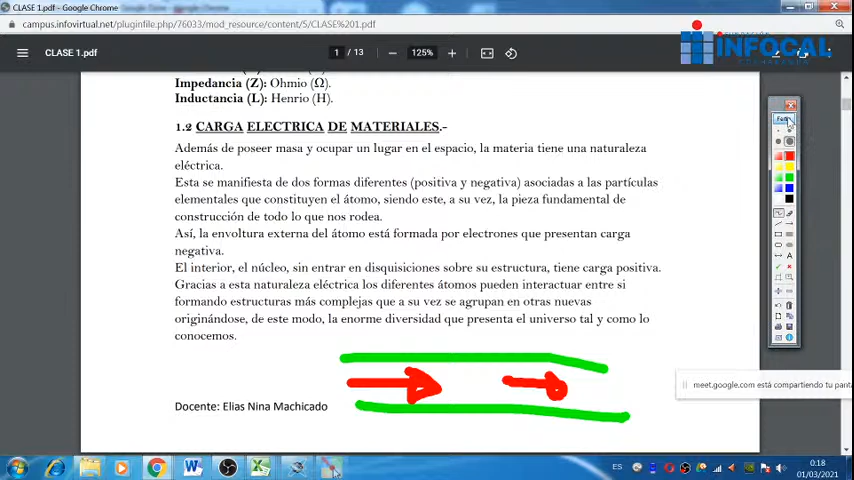 CLASE 1.pdf - Google Chrome
campus.infovirtual.net/pluginfile.php/76033/mod_resource/content/5/CLASE%201.pdf
CLASE 1.pdf
1 / 13
125%
INFOCAL
Impedancia (Z): Ohmio (Ω).
Inductancia (L): Henrio (H).
1.2 CARGA ELECTRICA DE MATERIALES.-
Además de poseer masa y ocupar un lugar en el espacio, la materia tiene una naturaleza
eléctrica.
Esta se manifiesta de dos formas diferentes (positiva y negativa) asociadas a las partículas
elementales que constituyen el átomo, siendo este, a su vez, la pieza fundamental de
construcción de todo lo que nos rodea.
Así, la envoltura externa del átomo está formada por electrones que presentan carga
negativa.
El interior, el núcleo, sin entrar en disquisiciones sobre su estructura, tiene carga positiva.
Gracias a esta naturaleza eléctrica los diferentes átomos pueden interactuar entre si
formando estructuras más complejas que a su vez se agrupan en otras nuevas
originándose, de este modo, la enorme diversidad que presenta el universo tal y como lo
conocemos.
Docente: Elias Nina Machicado
meet.google.com está compartiendo tu panta
ES
0:18
01/03/2021